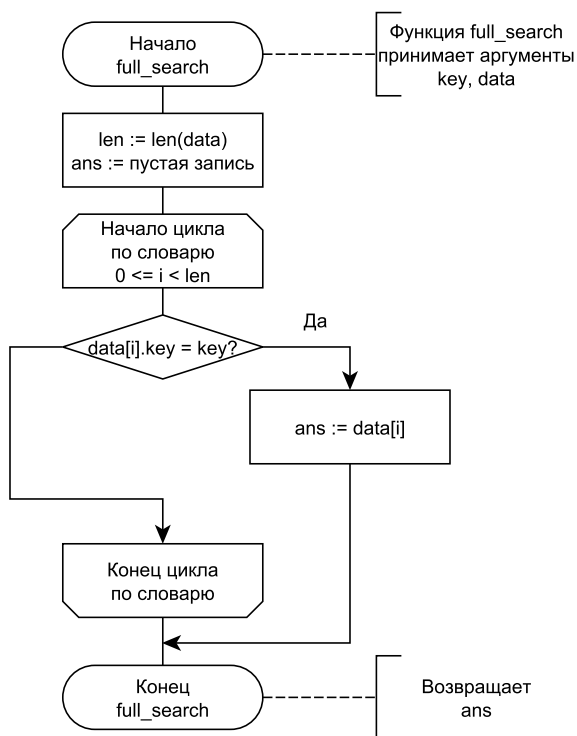 Начало
full_search
Функция full_search
принимает аргументы
key, data
len := len(data)
ans := пустая запись
Начало цикла
по словарю
0 <= i < len
Да
data[i].key = key?
ans := data[i]
Конец цикла
по словарю
Конец
full_search
Возвращает
ans